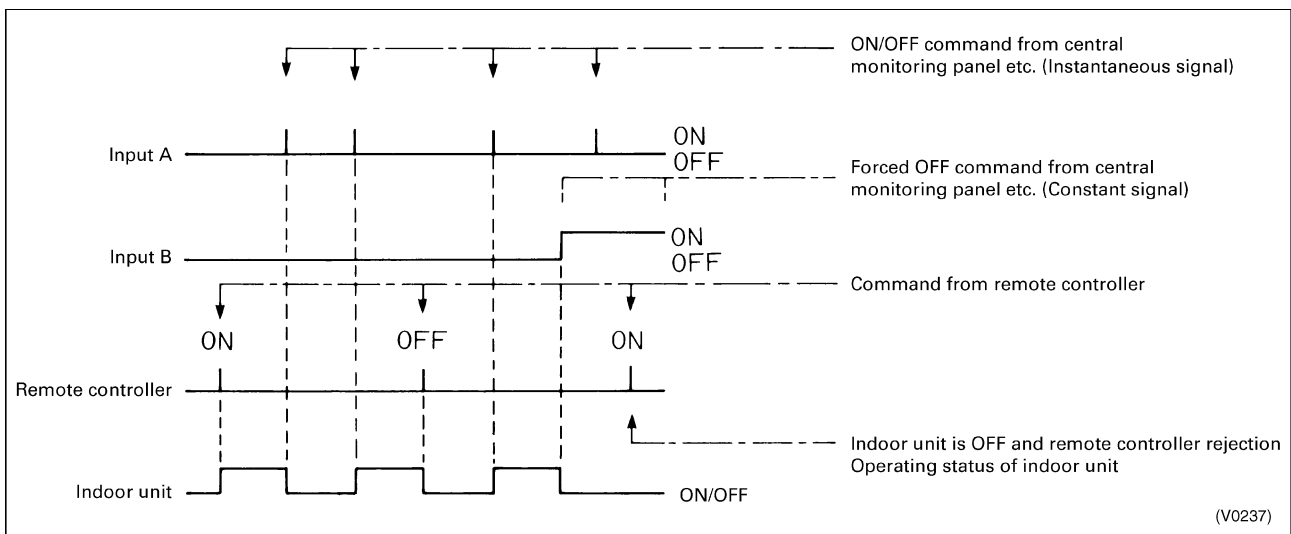 ON/OFF command from central
monitoring panel etc. (Instantaneous signal)
Input A
ON
OFF
Forced OFF command from central
monitoring panel etc. (Constant signal)
Input B
ON
OFF
Command from remote controller
ON
OFF
ON
Remote controller
Indoor unit is OFF and remote controller rejection
Operating status of indoor unit
Indoor unit
ON/OFF
(V0237)